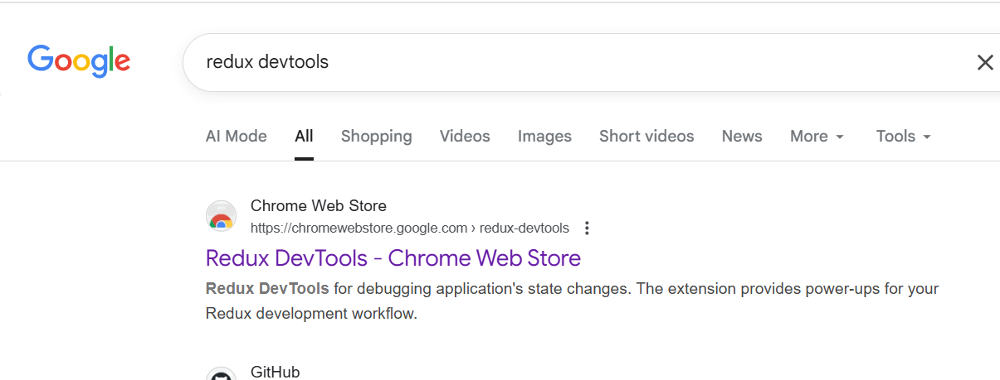 Google
redux devtools
AI Mode All Shopping Videos Images Short videos News More Tools
Chrome Web Store
https://chromewebstore.google.com › redux-devtools
Redux DevTools - Chrome Web Store
Redux DevTools for debugging application's state changes. The extension provides power-ups for your
Redux development workflow.
GitHub